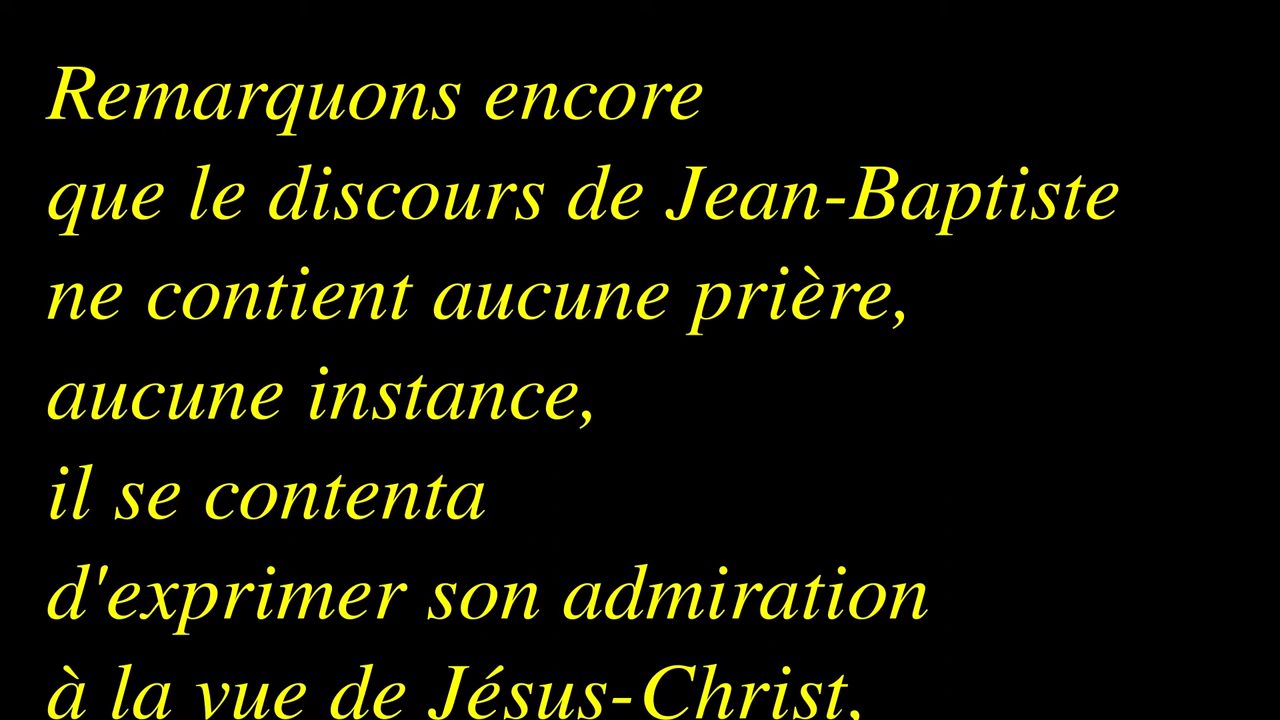 Remarquons encore
que le discours de Jean-Baptiste
ne contient aucune prière,
aucune instance,
il se contenta
d'exprimer son admiration
à la vue de Jésus-Christ,